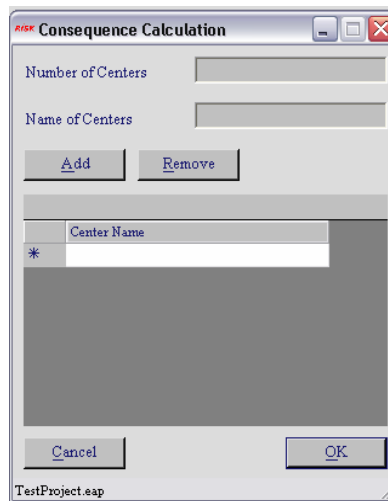 RISK Consequence Calculation
Number of Centers
Name of Centers
Add Remove
Center Name
*
Cancel OK
TestProject.eap